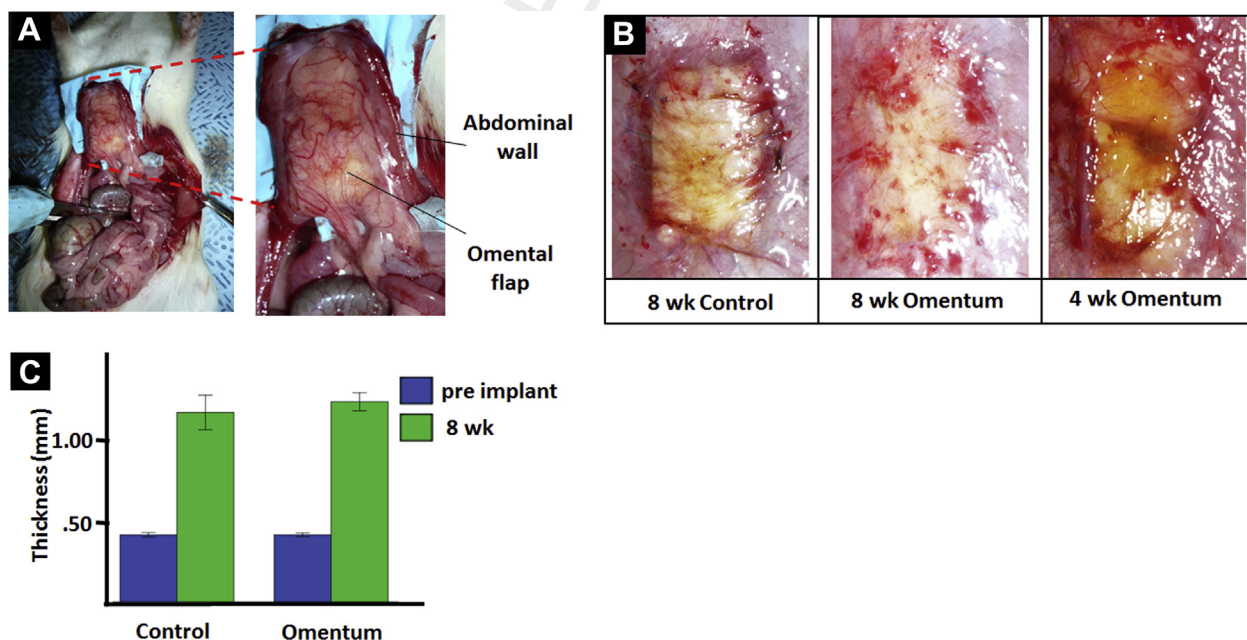 A
Abdominal
wall
Omental
flap
B
8 wk Control
8 wk Omentum
4 wk Omentum
C
Thickness (mm)
1.00
.50
pre implant
8 wk
Control
Omentum